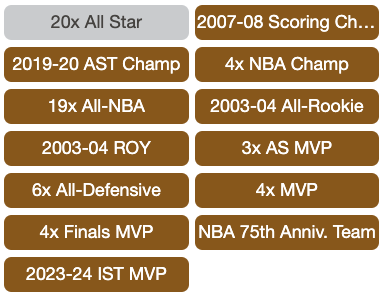 20x All Star
2007-08 Scoring Ch...
2019-20 AST Champ
4x NBA Champ
19x All-NBA
2003-04 All-Rookie
2003-04 ROY
3x AS MVP
6x All-Defensive
4x MVP
4x Finals MVP
NBA 75th Anniv. Team
2023-24 IST MVP